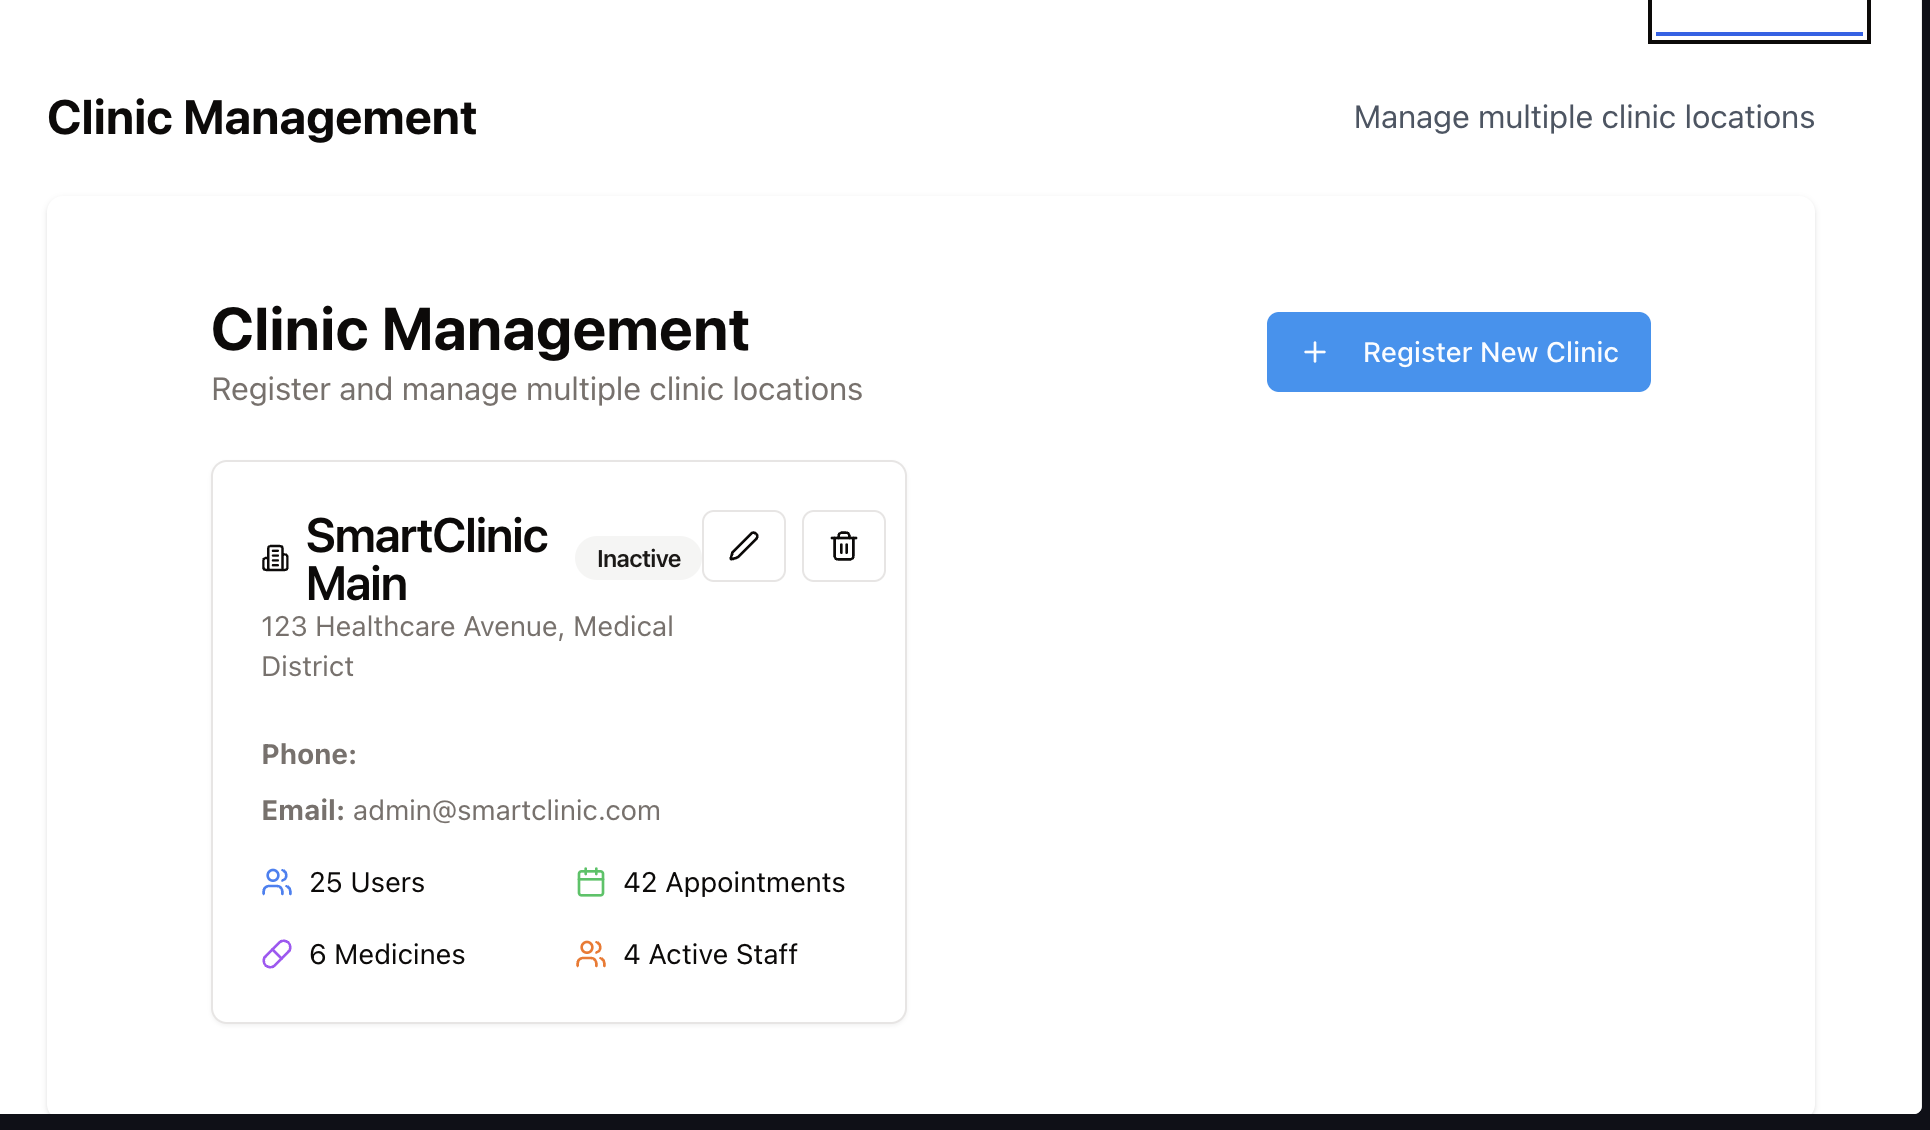 Clinic Management
Manage multiple clinic locations
Clinic Management
Register and manage multiple clinic locations
Register New Clinic
SmartClinic
Main
Inactive
123 Healthcare Avenue, Medical
District
Phone:
Email: admin@smartclinic.com
25 Users
42 Appointments
6 Medicines
4 Active Staff